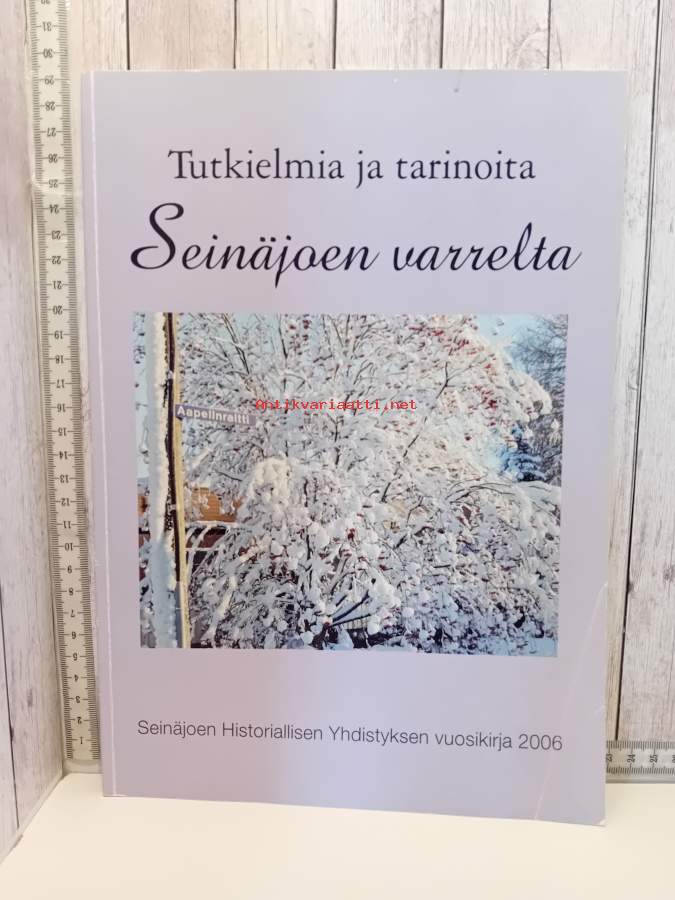 Tutkielmia ja tarinoita
Seinäjoen varrelta
Aapelinraitti
Antikvariaatti.net
Seinäjoen Historiallisen Yhdistyksen vuosikirja 2006